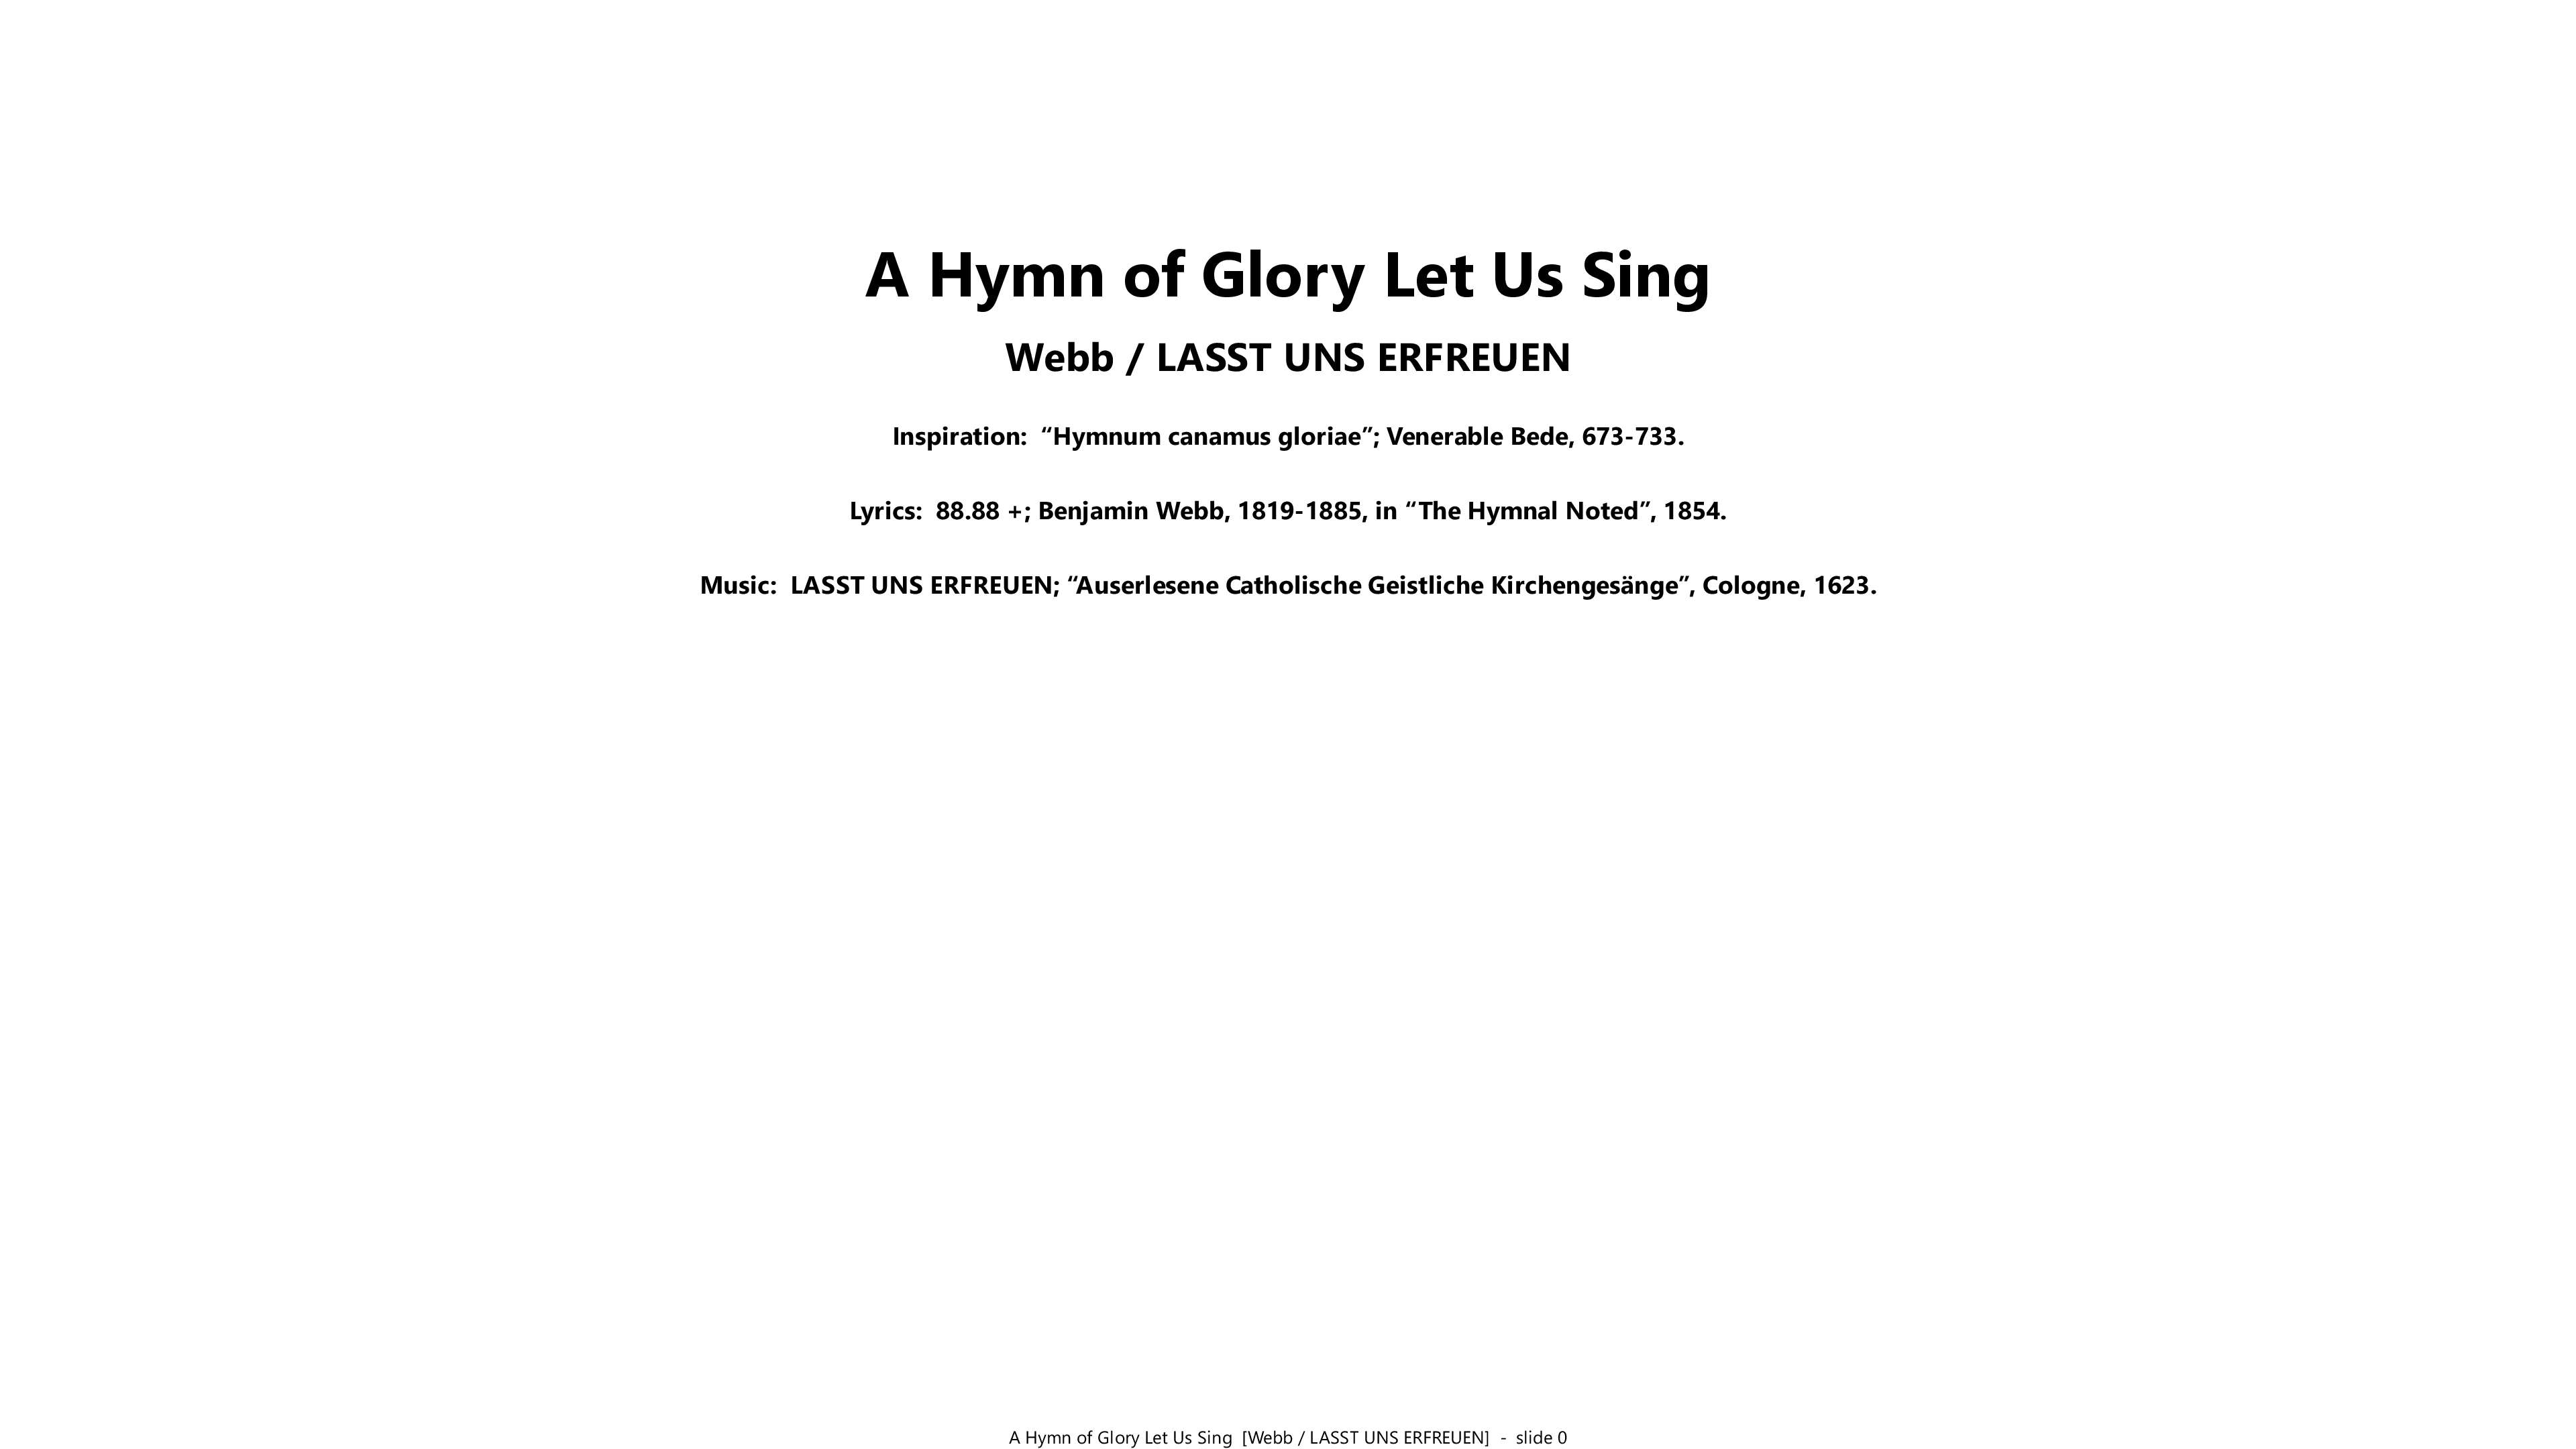 A Hymn of Glory Let Us Sing
Webb / LASST UNS ERFREUEN
Inspiration:  “Hymnum canamus gloriae”; Venerable Bede, 673-733.
Lyrics:  88.88 +; Benjamin Webb, 1819-1885, in “The Hymnal Noted”, 1854.
Music:  LASST UNS ERFREUEN; “Auserlesene Catholische Geistliche Kirchengesänge”, Cologne, 1623.
A Hymn of Glory Let Us Sing  [Webb / LASST UNS ERFREUEN]  -  slide 0